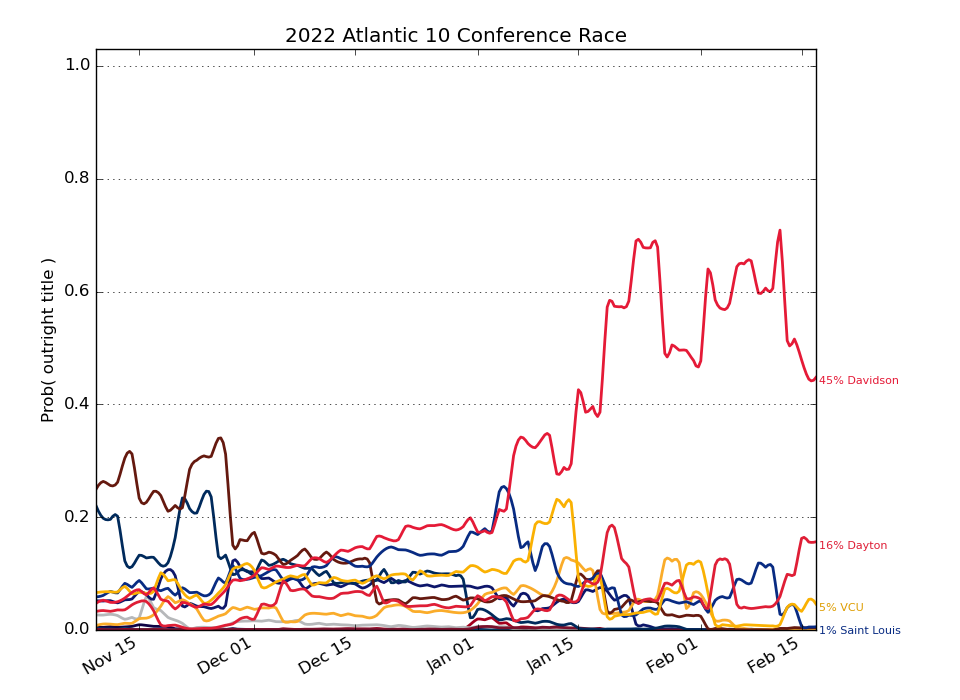 2022 Atlantic 10 Conference Race
Prob( outright title )
1.0
0.8
0.6
0.4
0.2
0.0
Nov 15
Dec 01
Dec 15
Jan 01
Jan 15
Feb 01
Feb 15
45% Davidson
16% Dayton
5% VCU
1% Saint Louis